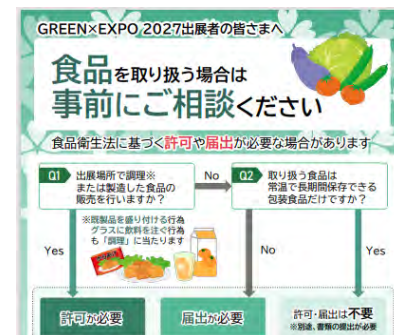 GREEN×EXPO 2027出展者の皆さまへ
食品を取り扱う場合は
事前にご相談ください
食品衛生法に基づく許可や届出が必要な場合があります
Q1 出展場所で調理※
または製造した食品の
販売を行いますか？
No
Q2 取り扱う食品は
常温で長期間保存できる
包装食品だけですか？
※既製品を盛り付ける行為
グラスに飲料を注ぐ行為
も「調理」に当たります
Yes
No
Yes
許可が必要
届出が必要
許可・届出は不要
※別途、書類の提出が必要